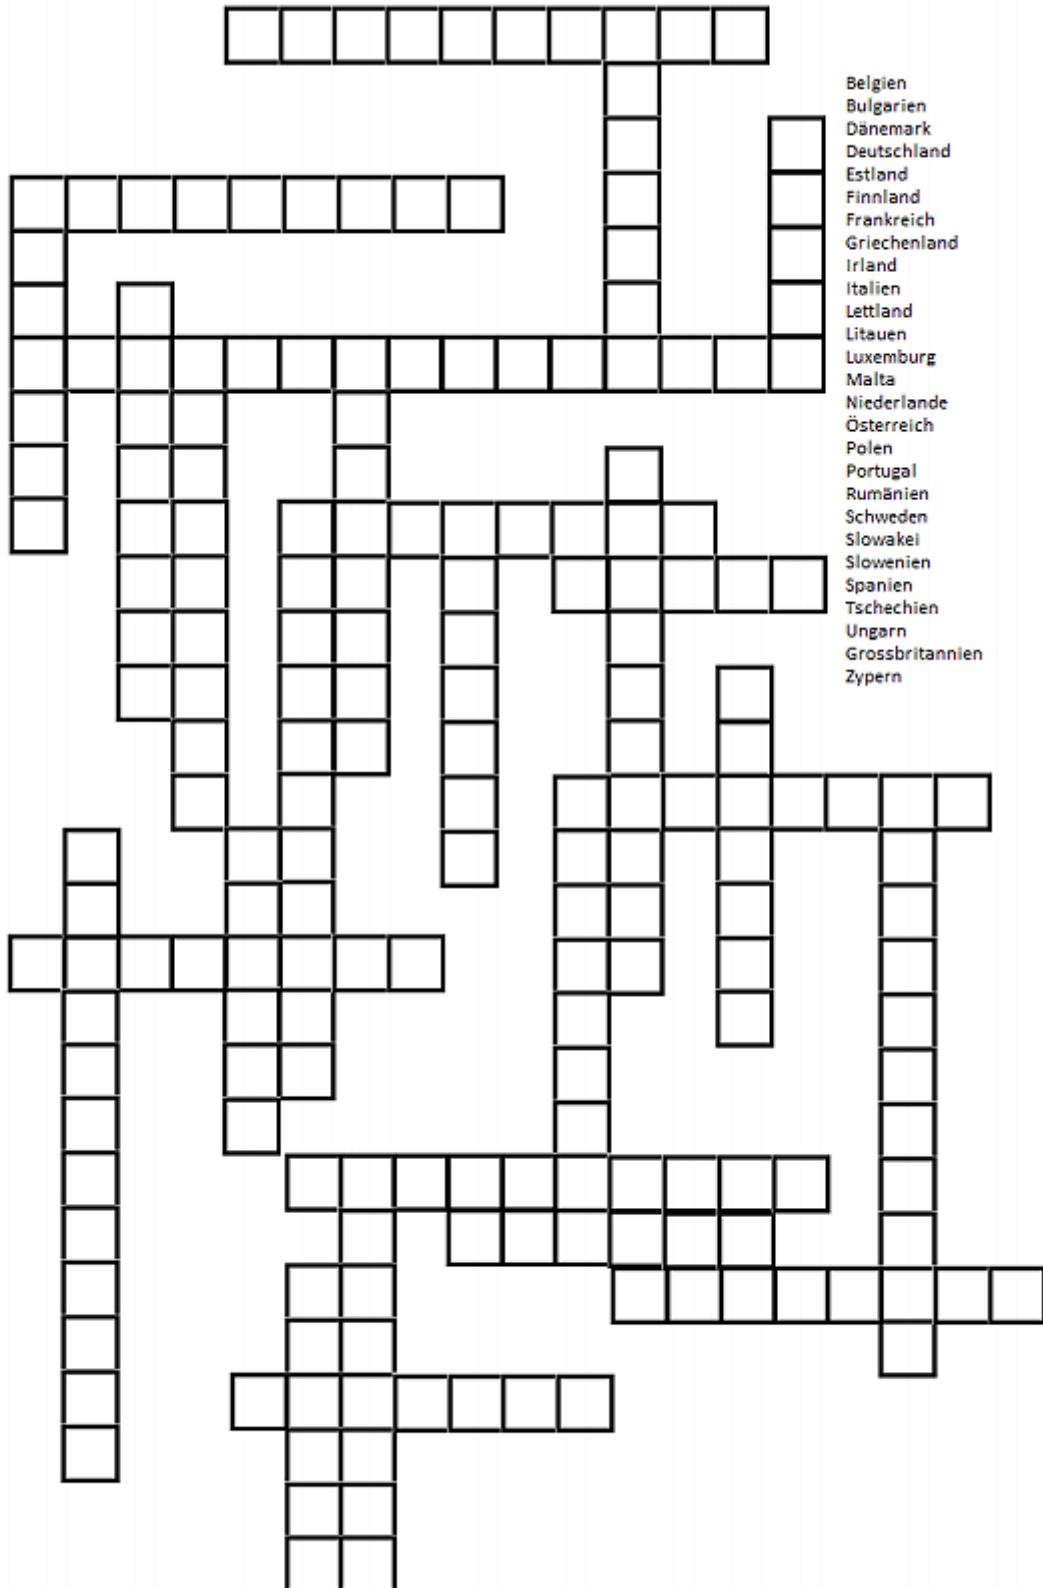 Belgien
Bulgarien
Dänemark
Deutschland
Estland
Finnland
Frankreich
Griechenland
Irland
Italien
Lettland
Litauen
Luxemburg
Malta
Niederlande
Österreich
Polen
Portugal
Rumänien
Schweden
Slowakei
Slowenien
Spanien
Tschechien
Ungarn
Grossbritannien
Zypern